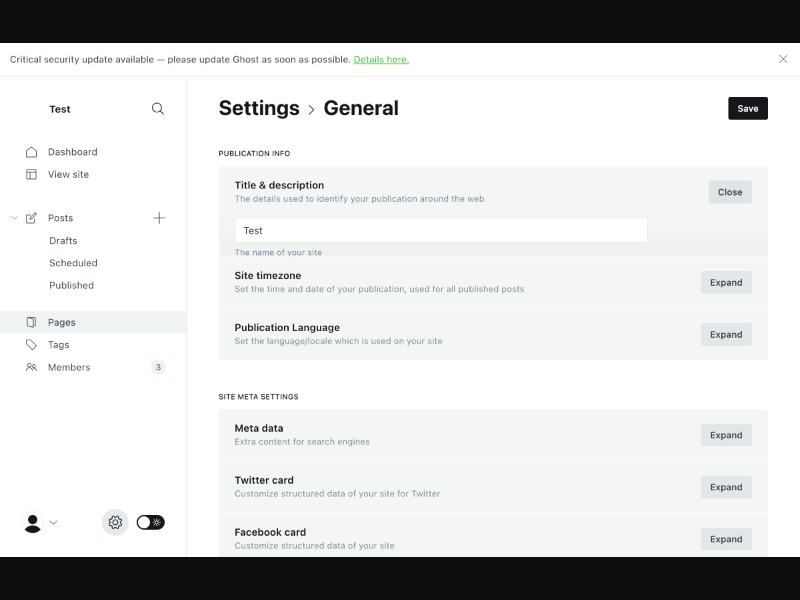 Critical security update available — please update Ghost as soon as possible. Details here.
Test
Dashboard
View site
Posts
Drafts
Scheduled
Published
Pages
Tags
Members 3
Settings > General
Save
PUBLICATION INFO
Title & description
The details used to identify your publication around the web
Close
Test
The name of your site
Site timezone
Set the time and date of your publication, used for all published posts
Expand
Publication Language
Set the language/locale which is used on your site
Expand
SITE META SETTINGS
Meta data
Extra content for search engines
Expand
Twitter card
Customize structured data of your site for Twitter
Expand
Facebook card
Customize structured data of your site
Expand